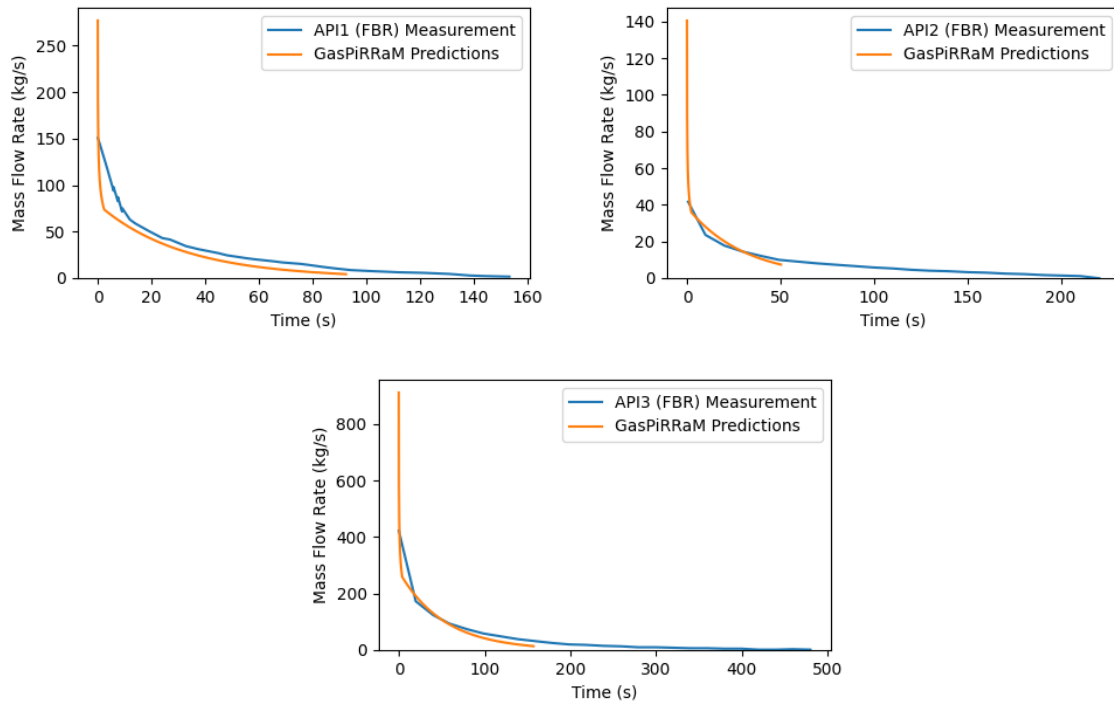 API1 (FBR) Measurement
GasPiRRaM Predictions
Mass Flow Rate (kg/s)
250
200
150
100
50
0
0 20 40 60 80 100 120 140 160
Time (s)
API2 (FBR) Measurement
GasPiRRaM Predictions
Mass Flow Rate (kg/s)
140
120
100
80
60
40
20
0
0 50 100 150 200
Time (s)
API3 (FBR) Measurement
GasPiRRaM Predictions
Mass Flow Rate (kg/s)
800
600
400
200
0
0 100 200 300 400 500
Time (s)